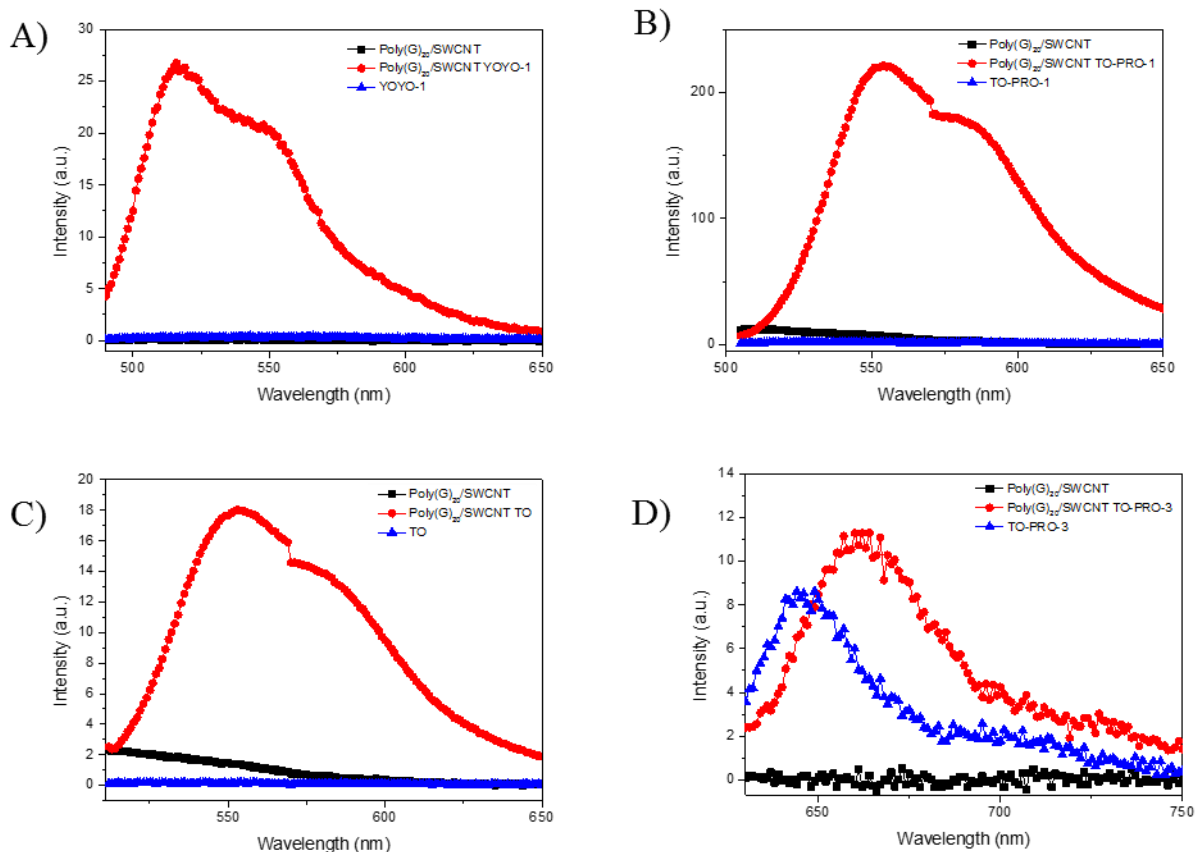 A)
30
25
20
15
10
5
0
Intensity (a.u.)
500
550
600
650
Wavelength (nm)
Poly(G)₂₀/SWCNT
Poly(G)₂₀/SWCNT YOYO-1
YOYO-1
B)
200
100
0
Intensity (a.u.)
500
550
600
650
Wavelength (nm)
Poly(G)₂₀/SWCNT
Poly(G)₂₀/SWCNT TO-PRO-1
TO-PRO-1
C)
20
18
16
14
12
10
8
6
4
2
0
Intensity (a.u.)
550
600
650
Wavelength (nm)
Poly(G)₂₀/SWCNT
Poly(G)₂₀/SWCNT TO
TO
D)
14
12
10
8
6
4
2
0
Intensity (a.u.)
650
700
750
Wavelength (nm)
Poly(G)₂₀/SWCNT
Poly(G)₂₀/SWCNT TO-PRO-3
TO-PRO-3